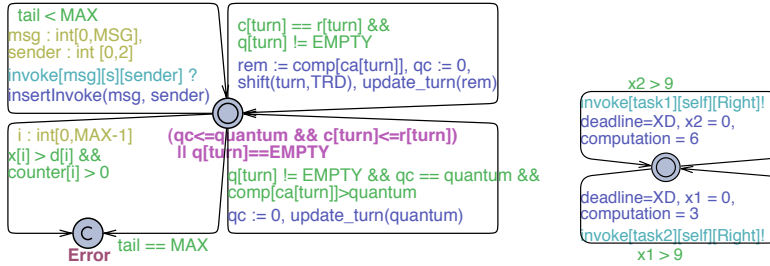 tail < MAX
msg : int[0,MSG],
sender : int [0,2]
invoke[msg][s][sender] ?
insertInvoke(msg, sender)
c[turn] == r[turn] &&
q[turn] != EMPTY
rem := comp[ca[turn]], qc := 0,
shift(turn,TRD), update_turn(rem)
i : int[0,MAX-1]
x[i] > d[i] &&
counter[i] > 0
(qc<=quantum && c[turn]<=r[turn])
|| q[turn]==EMPTY
q[turn] != EMPTY && qc == quantum &&
comp[ca[turn]]>quantum
qc := 0, update_turn(quantum)
C
Error
tail == MAX
x2 > 9
invoke[task1][self][Right]!
deadline=XD, x2 = 0,
computation = 6
deadline=XD, x1 = 0,
computation = 3
invoke[task2][self][Right]!
x1 > 9